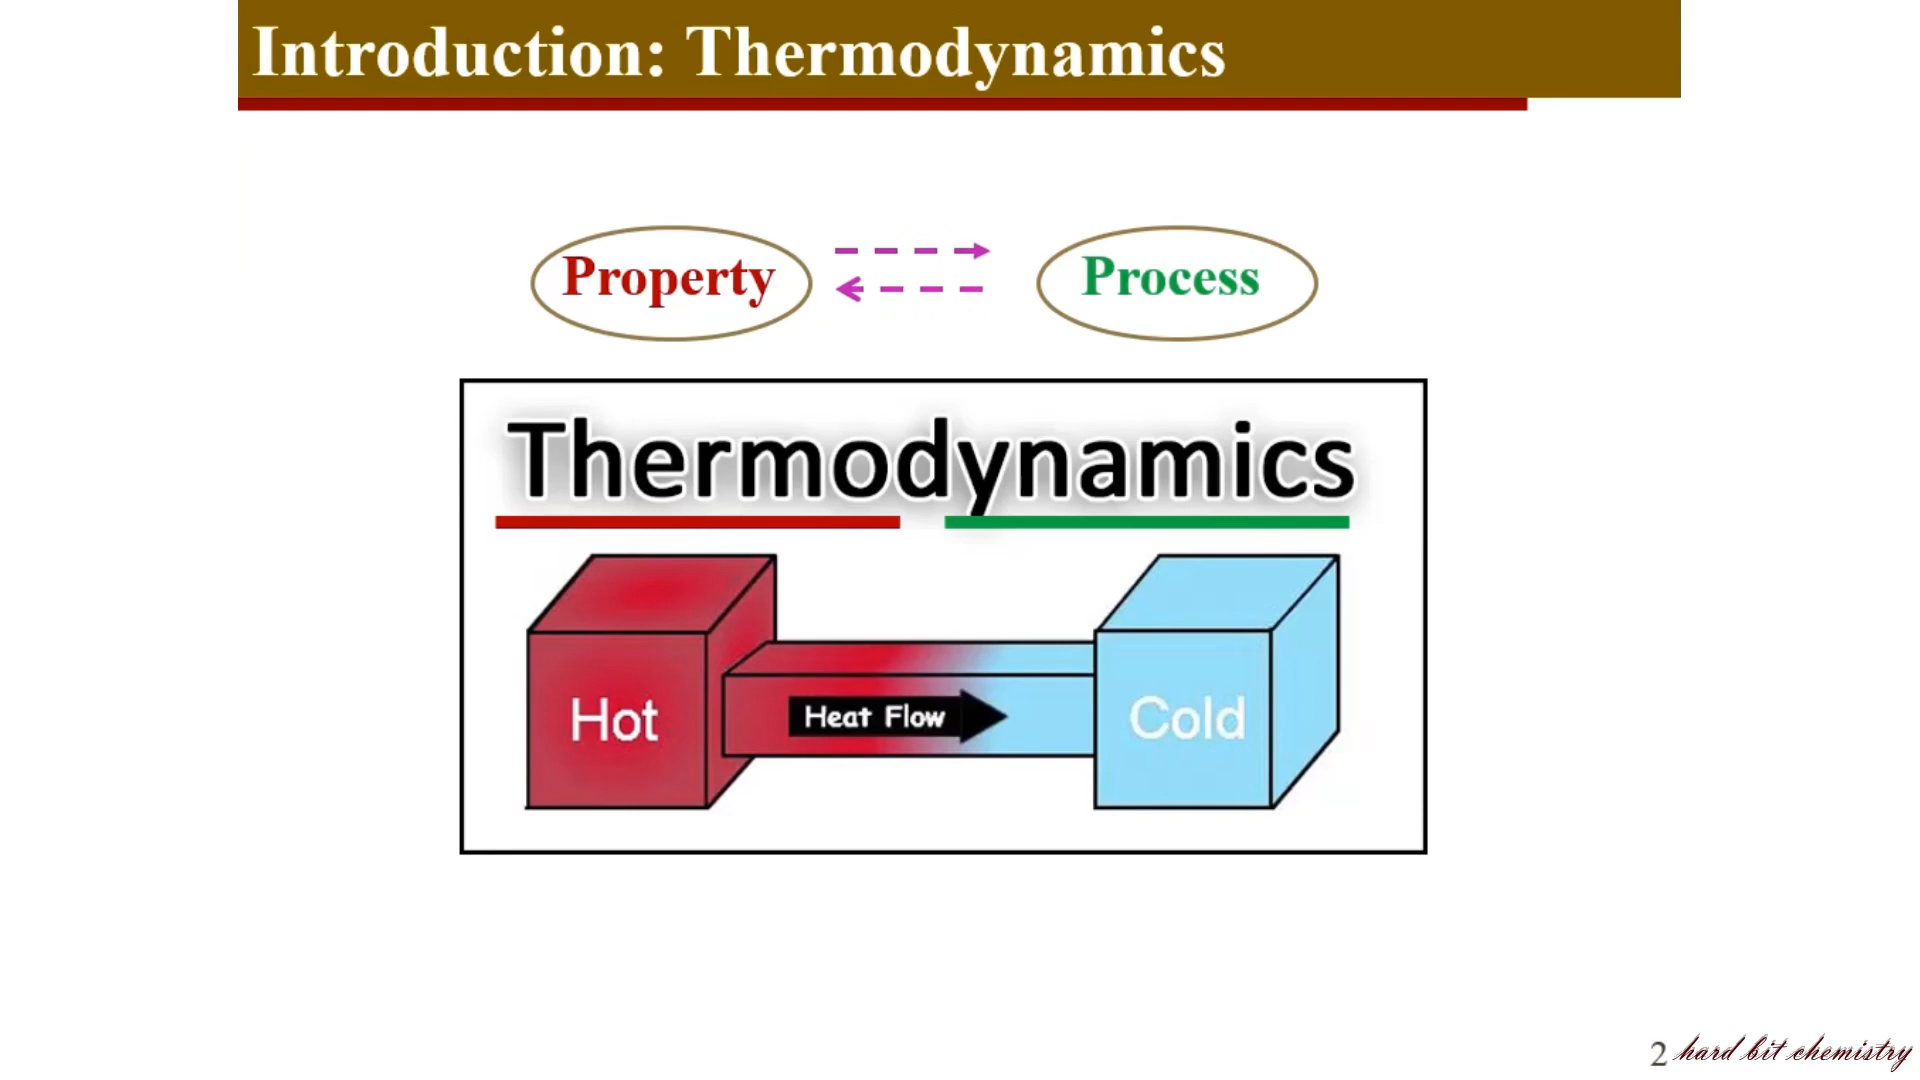 Introduction: Thermodynamics
Property
Process
Thermodynamics
Hot
Heat Flow
Cold
2 hard bit chemistry